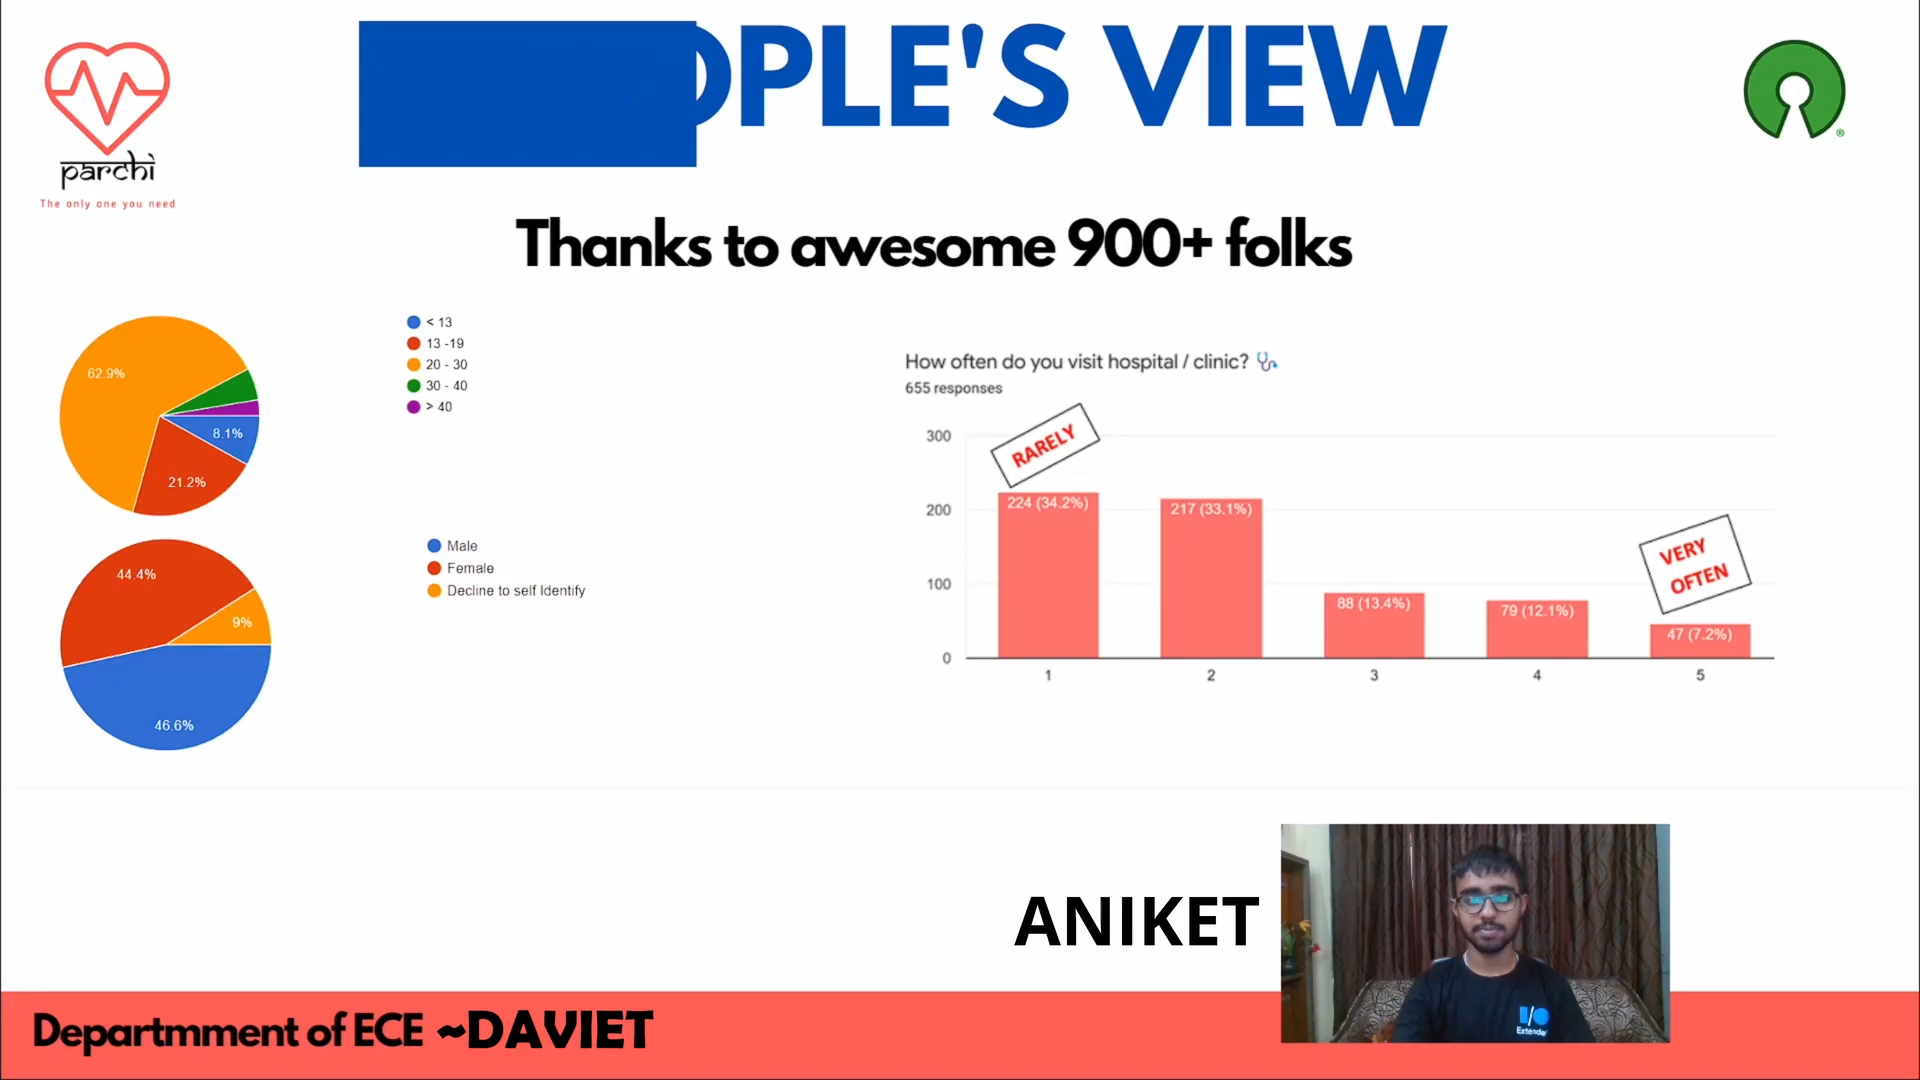 OPLE'S VIEW
parchi
The only one you need
®
Thanks to awesome 900+ folks
62.9%
8.1%
21.2%
< 13
13 -19
20 - 30
30 - 40
> 40
44.4%
9%
46.6%
Male
Female
Decline to self Identify
How often do you visit hospital / clinic?
655 responses
300
200
100
0
RARELY
VERY
OFTEN
224 (34.2%)
217 (33.1%)
88 (13.4%)
79 (12.1%)
47 (7.2%)
1
2
3
4
5
ANIKET
I/O
Extended
Departmment of ECE ~DAVIET